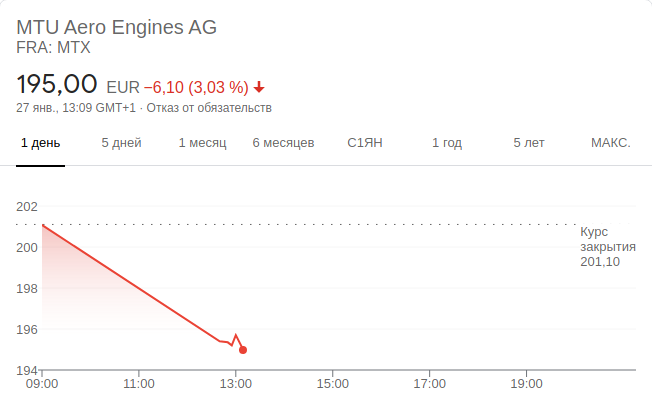 MTU Aero Engines AG
FRA: MTX
195,00 EUR −6,10 (3,03 %)
27 янв., 13:09 GMT+1 · Отказ от обязательств
1 день 5 дней 1 месяц 6 месяцев С1ЯН 1 год 5 лет МАКС.
202
Курс
закрытия
201,10
200
198
196
194
09:00 11:00 13:00 15:00 17:00 19:00